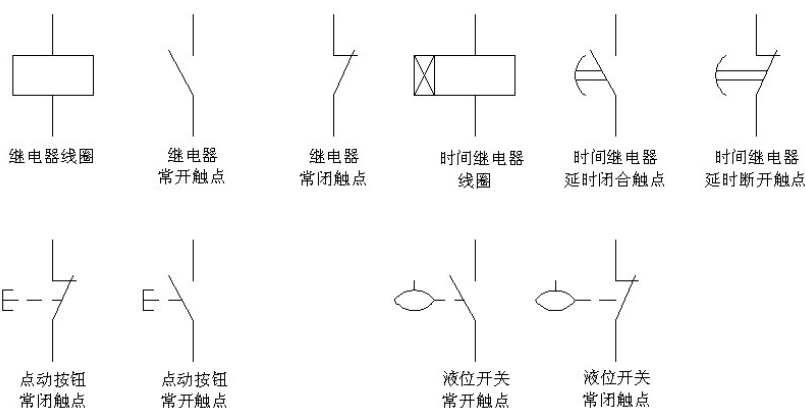 继电器线圈
继电器
常开触点
继电器
常闭触点
时间继电器
线圈
时间继电器
延时闭合触点
时间继电器
延时断开触点
点动按钮
常闭触点
点动按钮
常开触点
液位开关
常开触点
液位开关
常闭触点